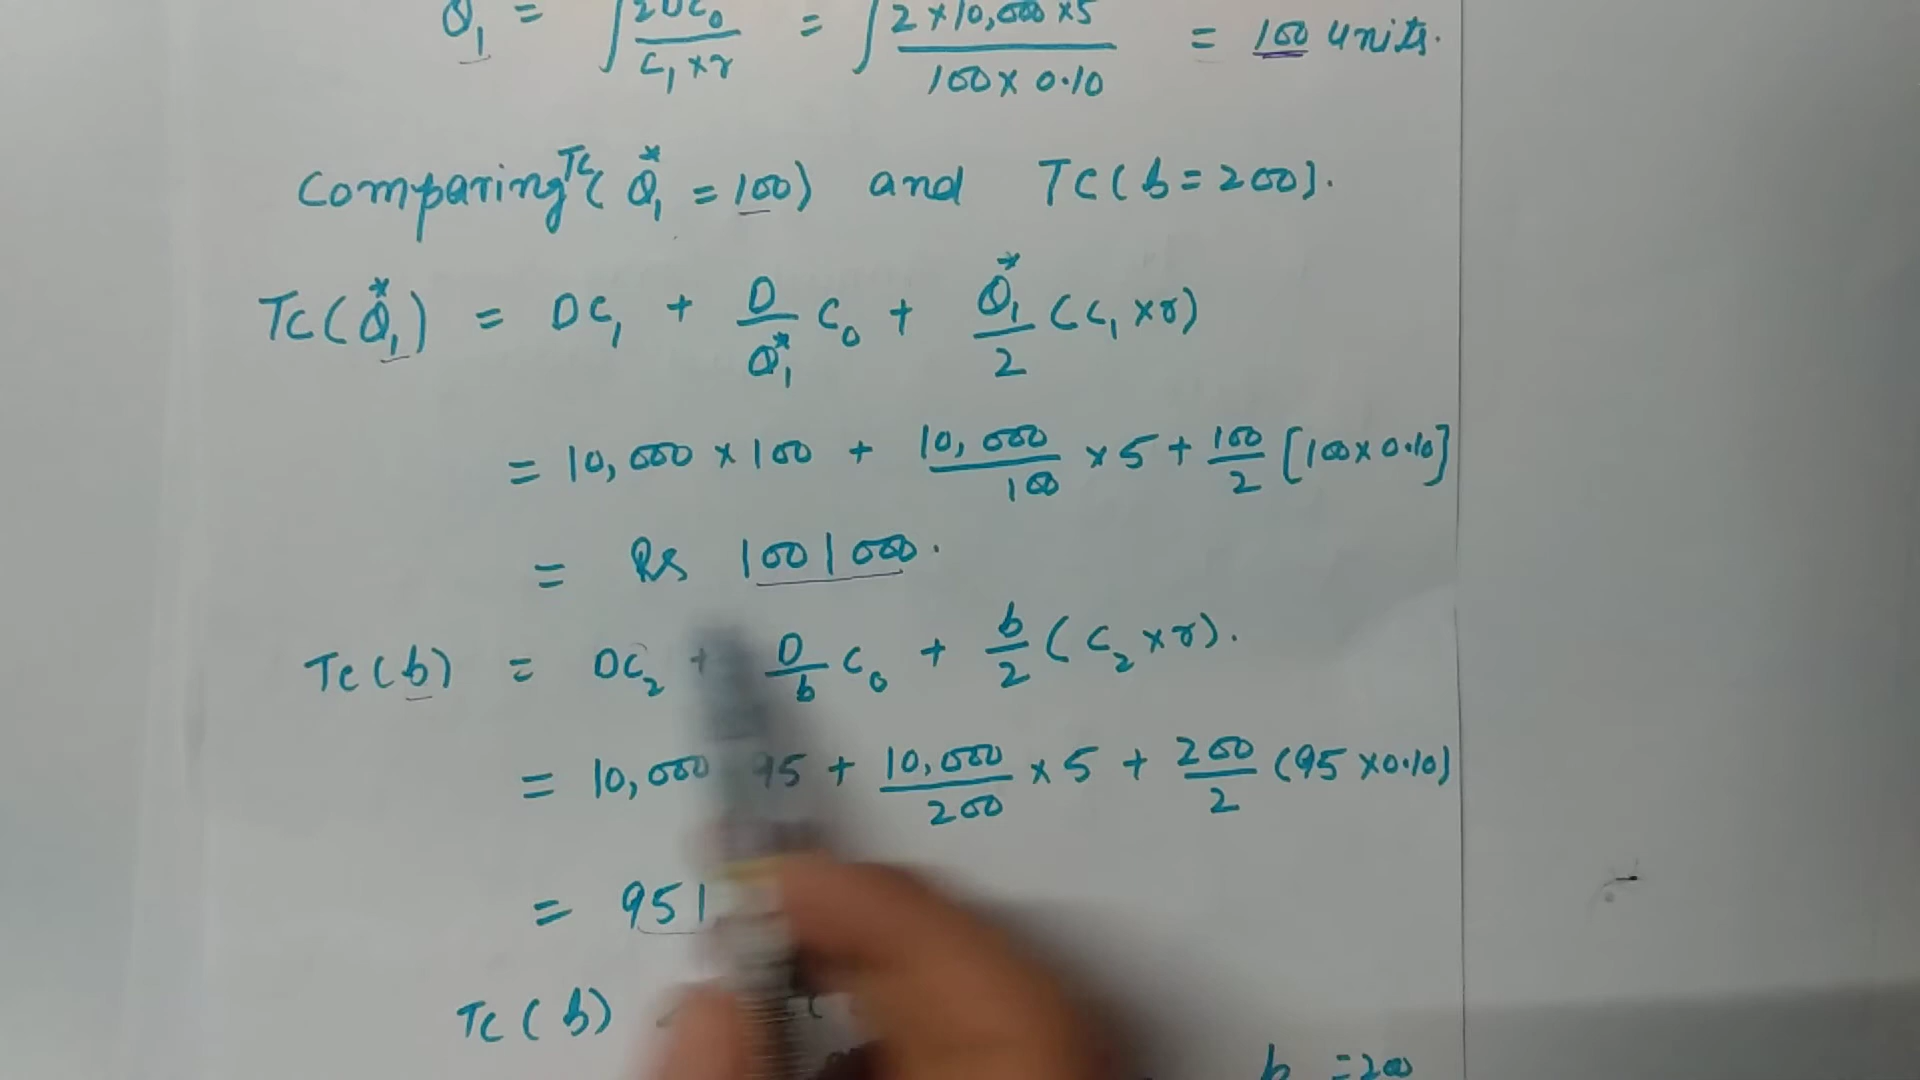 Q₁ = √(2DC₀ / C₁×r) = √(2×10,000×5 / 100×0.10) = 100 units.
Comparing TC(Q₁* = 100) and TC(b=200).
TC(Q₁*) = DC₁ + D/Q₁* C₀ + Q₁*/2 (C₁×r)
= 10,000 × 100 + 10,000/100 × 5 + 100/2 [100×0.10]
= Rs 1001000.
TC(b) = DC₂ + D/b C₀ + b/2 (C₂×r).
= 10,000 95 + 10,000/200 × 5 + 200/2 (95×0.10)
= 951
TC(b)
b = 200